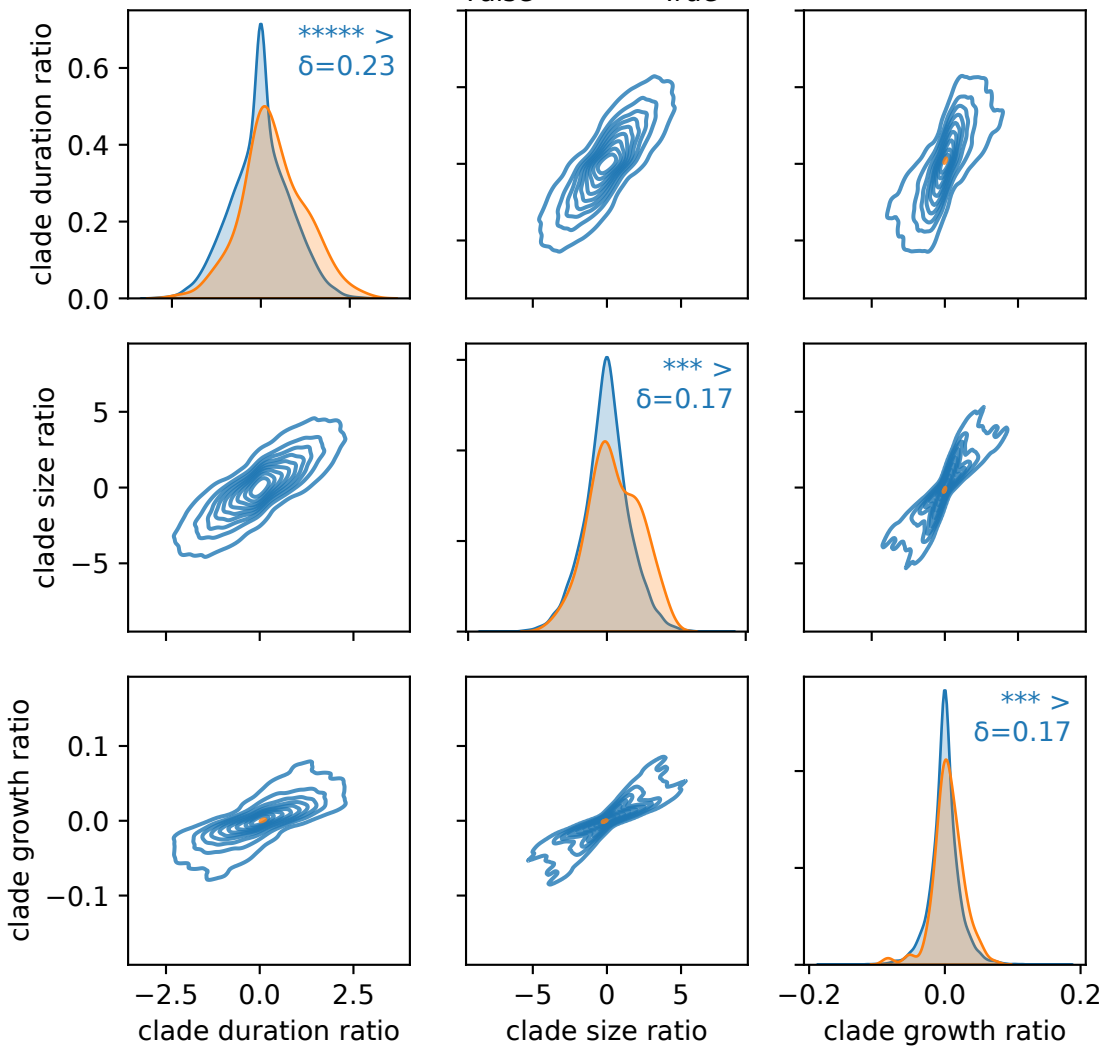 ***** >
δ=0.23
clade duration ratio
0.6
0.4
0.2
0.0
*** >
δ=0.17
clade size ratio
5
0
−5
*** >
δ=0.17
clade growth ratio
0.1
0.0
−0.1
−2.5 0.0 2.5 −5 0 5 −0.2 0.0 0.2
clade duration ratio clade size ratio clade growth ratio